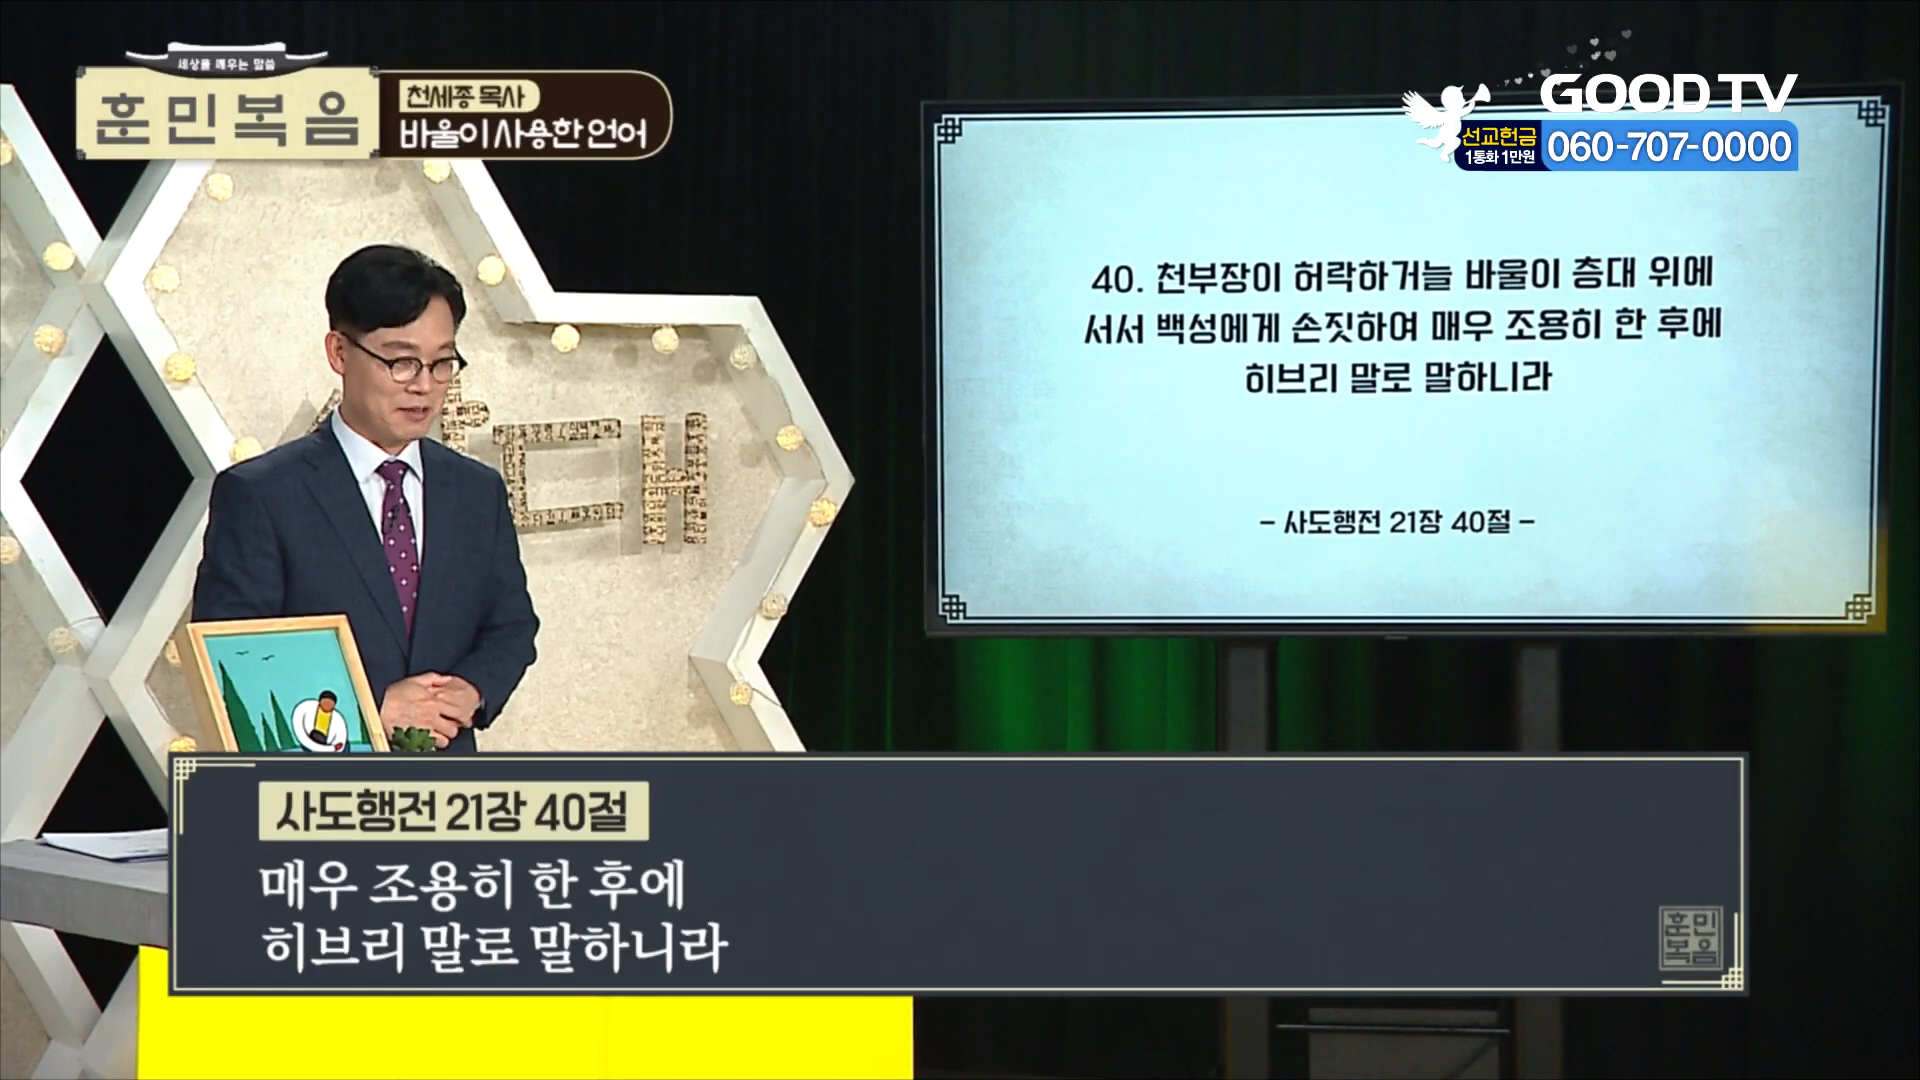 세상을 깨우는 말씀
훈민복음
천세종 목사
바울이 사용한 언어
GOODTV
선교헌금
1통화 1만원
060-707-0000
40. 천부장이 허락하거늘 바울이 층대 위에
서서 백성에게 손짓하여 매우 조용히 한 후에
히브리 말로 말하니라
– 사도행전 21장 40절 –
대
사도행전 21장 40절
매우 조용히 한 후에
히브리 말로 말하니라
훈민
복음